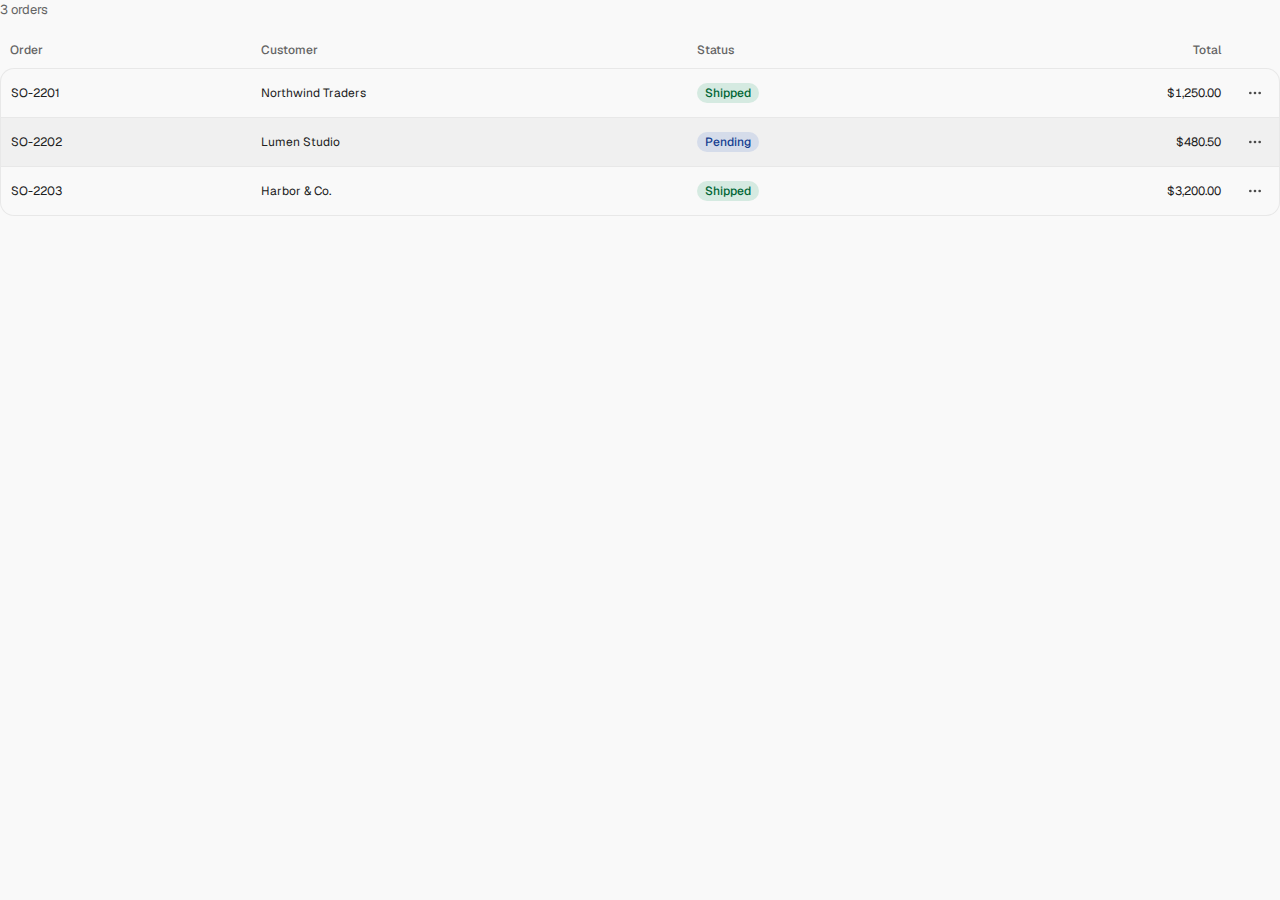 3 orders
Order Customer Status Total
SO-2201 Northwind Traders Shipped $1,250.00
SO-2202 Lumen Studio Pending $480.50
SO-2203 Harbor & Co. Shipped $3,200.00